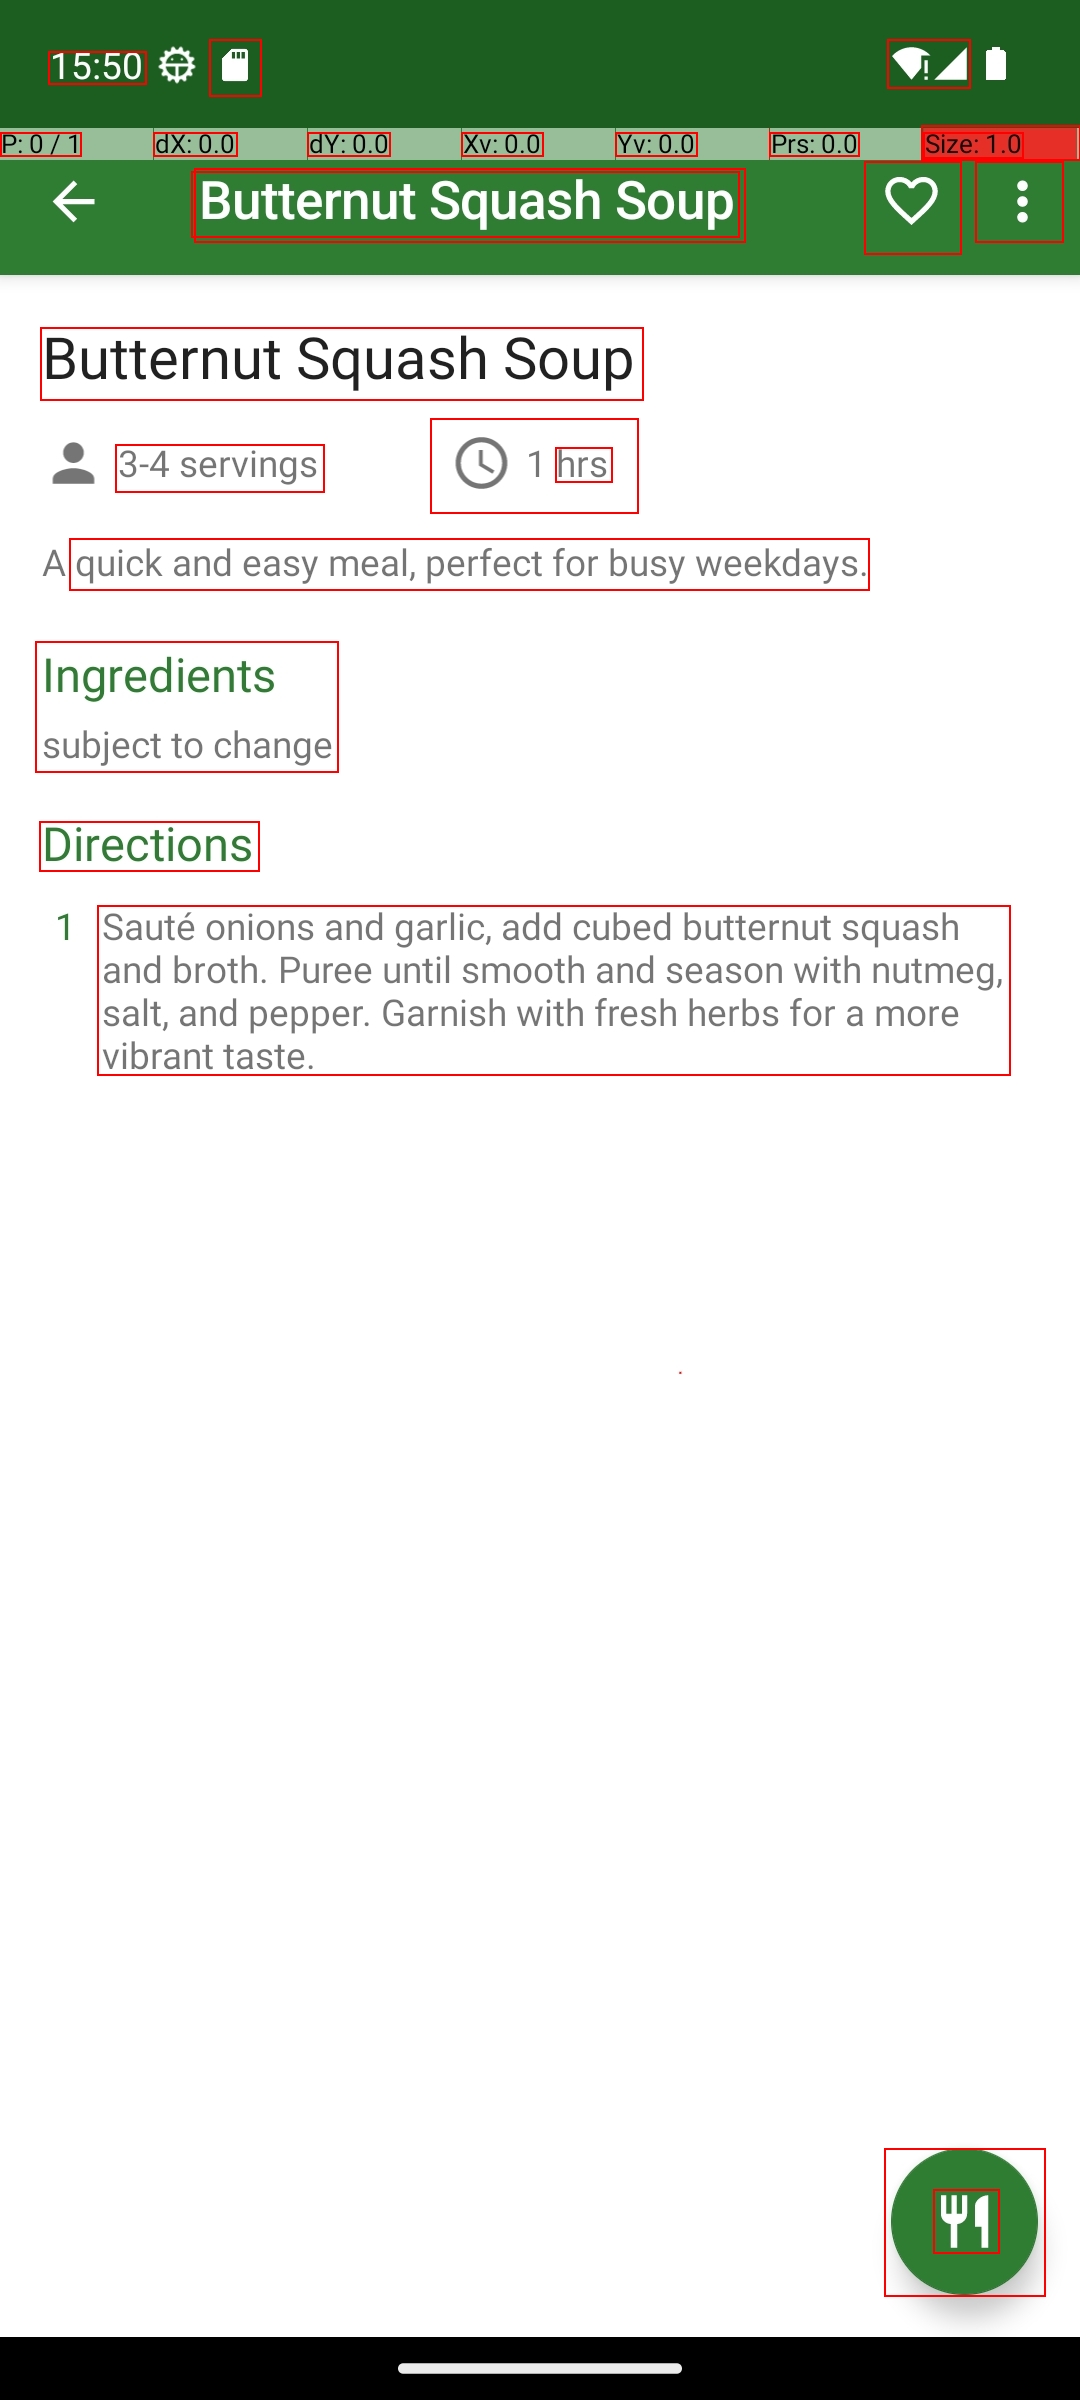 15:50
P: 0 / 1 dX: 0.0 dY: 0.0 Xv: 0.0 Yv: 0.0 Prs: 0.0 Size: 1.0
Butternut Squash Soup
Butternut Squash Soup
3-4 servings 1 hrs
A quick and easy meal, perfect for busy weekdays.
Ingredients
subject to change
Directions
1 Sauté onions and garlic, add cubed butternut squash
and broth. Puree until smooth and season with nutmeg,
salt, and pepper. Garnish with fresh herbs for a more
vibrant taste.